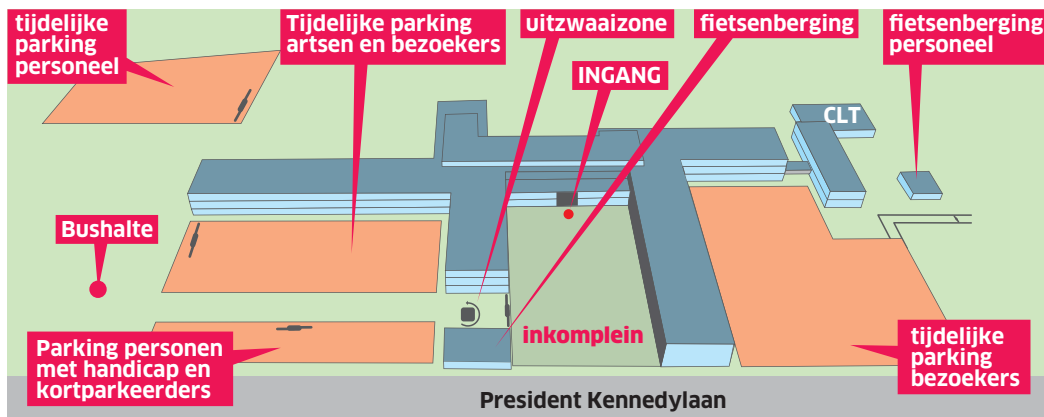 tijdelijke
parking
personeel
Tijdelijke parking
artsen en bezoekers
uitzwaaizone
fietsenberging
fietsenberging
personeel
INGANG
CLT
Bushalte
inkomplein
Parking personen
met handicap en
kortparkeerders
tijdelijke
parking
bezoekers
President Kennedylaan